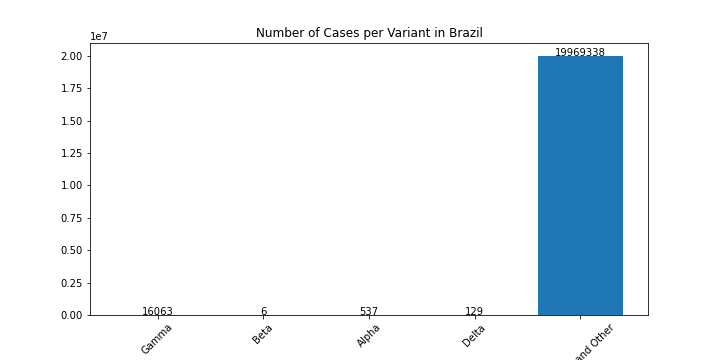 Number of Cases per Variant in Brazil
1e7
2.00
1.75
1.50
1.25
1.00
0.75
0.50
0.25
0.00
16063
6
537
129
19969338
Gamma
Beta
Alpha
Delta
and Other